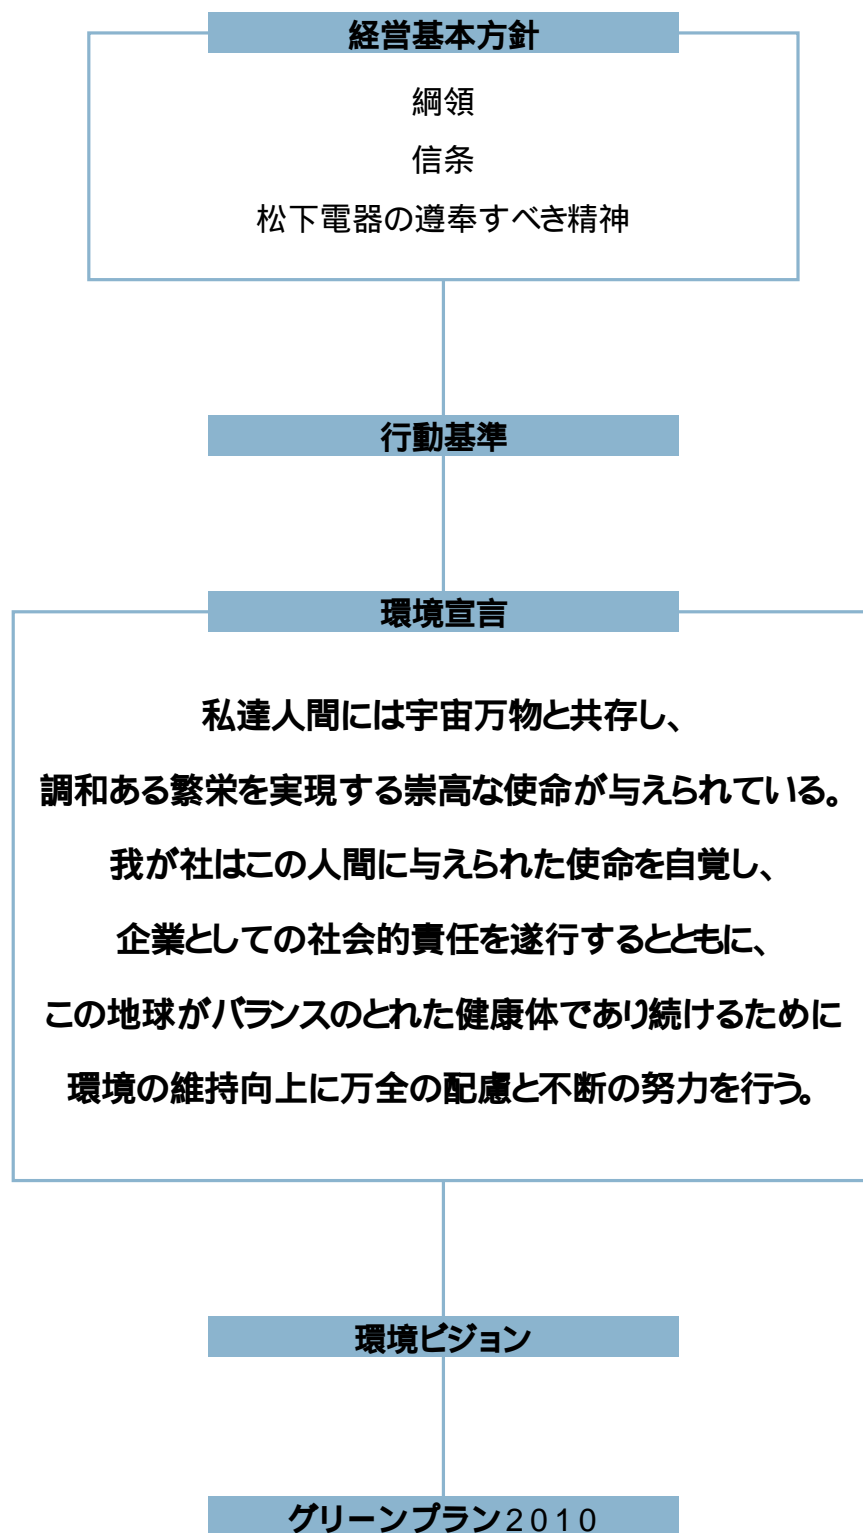 経営基本方針
綱領
信条
松下電器の遵奉すべき精神
行動基準
環境宣言
私達人間には宇宙万物と共存し、
調和ある繁栄を実現する崇高な使命が与えられている。
我が社はこの人間に与えられた使命を自覚し、
企業としての社会的責任を遂行するとともに、
この地球がバランスのとれた健康体であり続けるために
環境の維持向上に万全の配慮と不断の努力を行う。
環境ビジョン
グリーンプラン2010